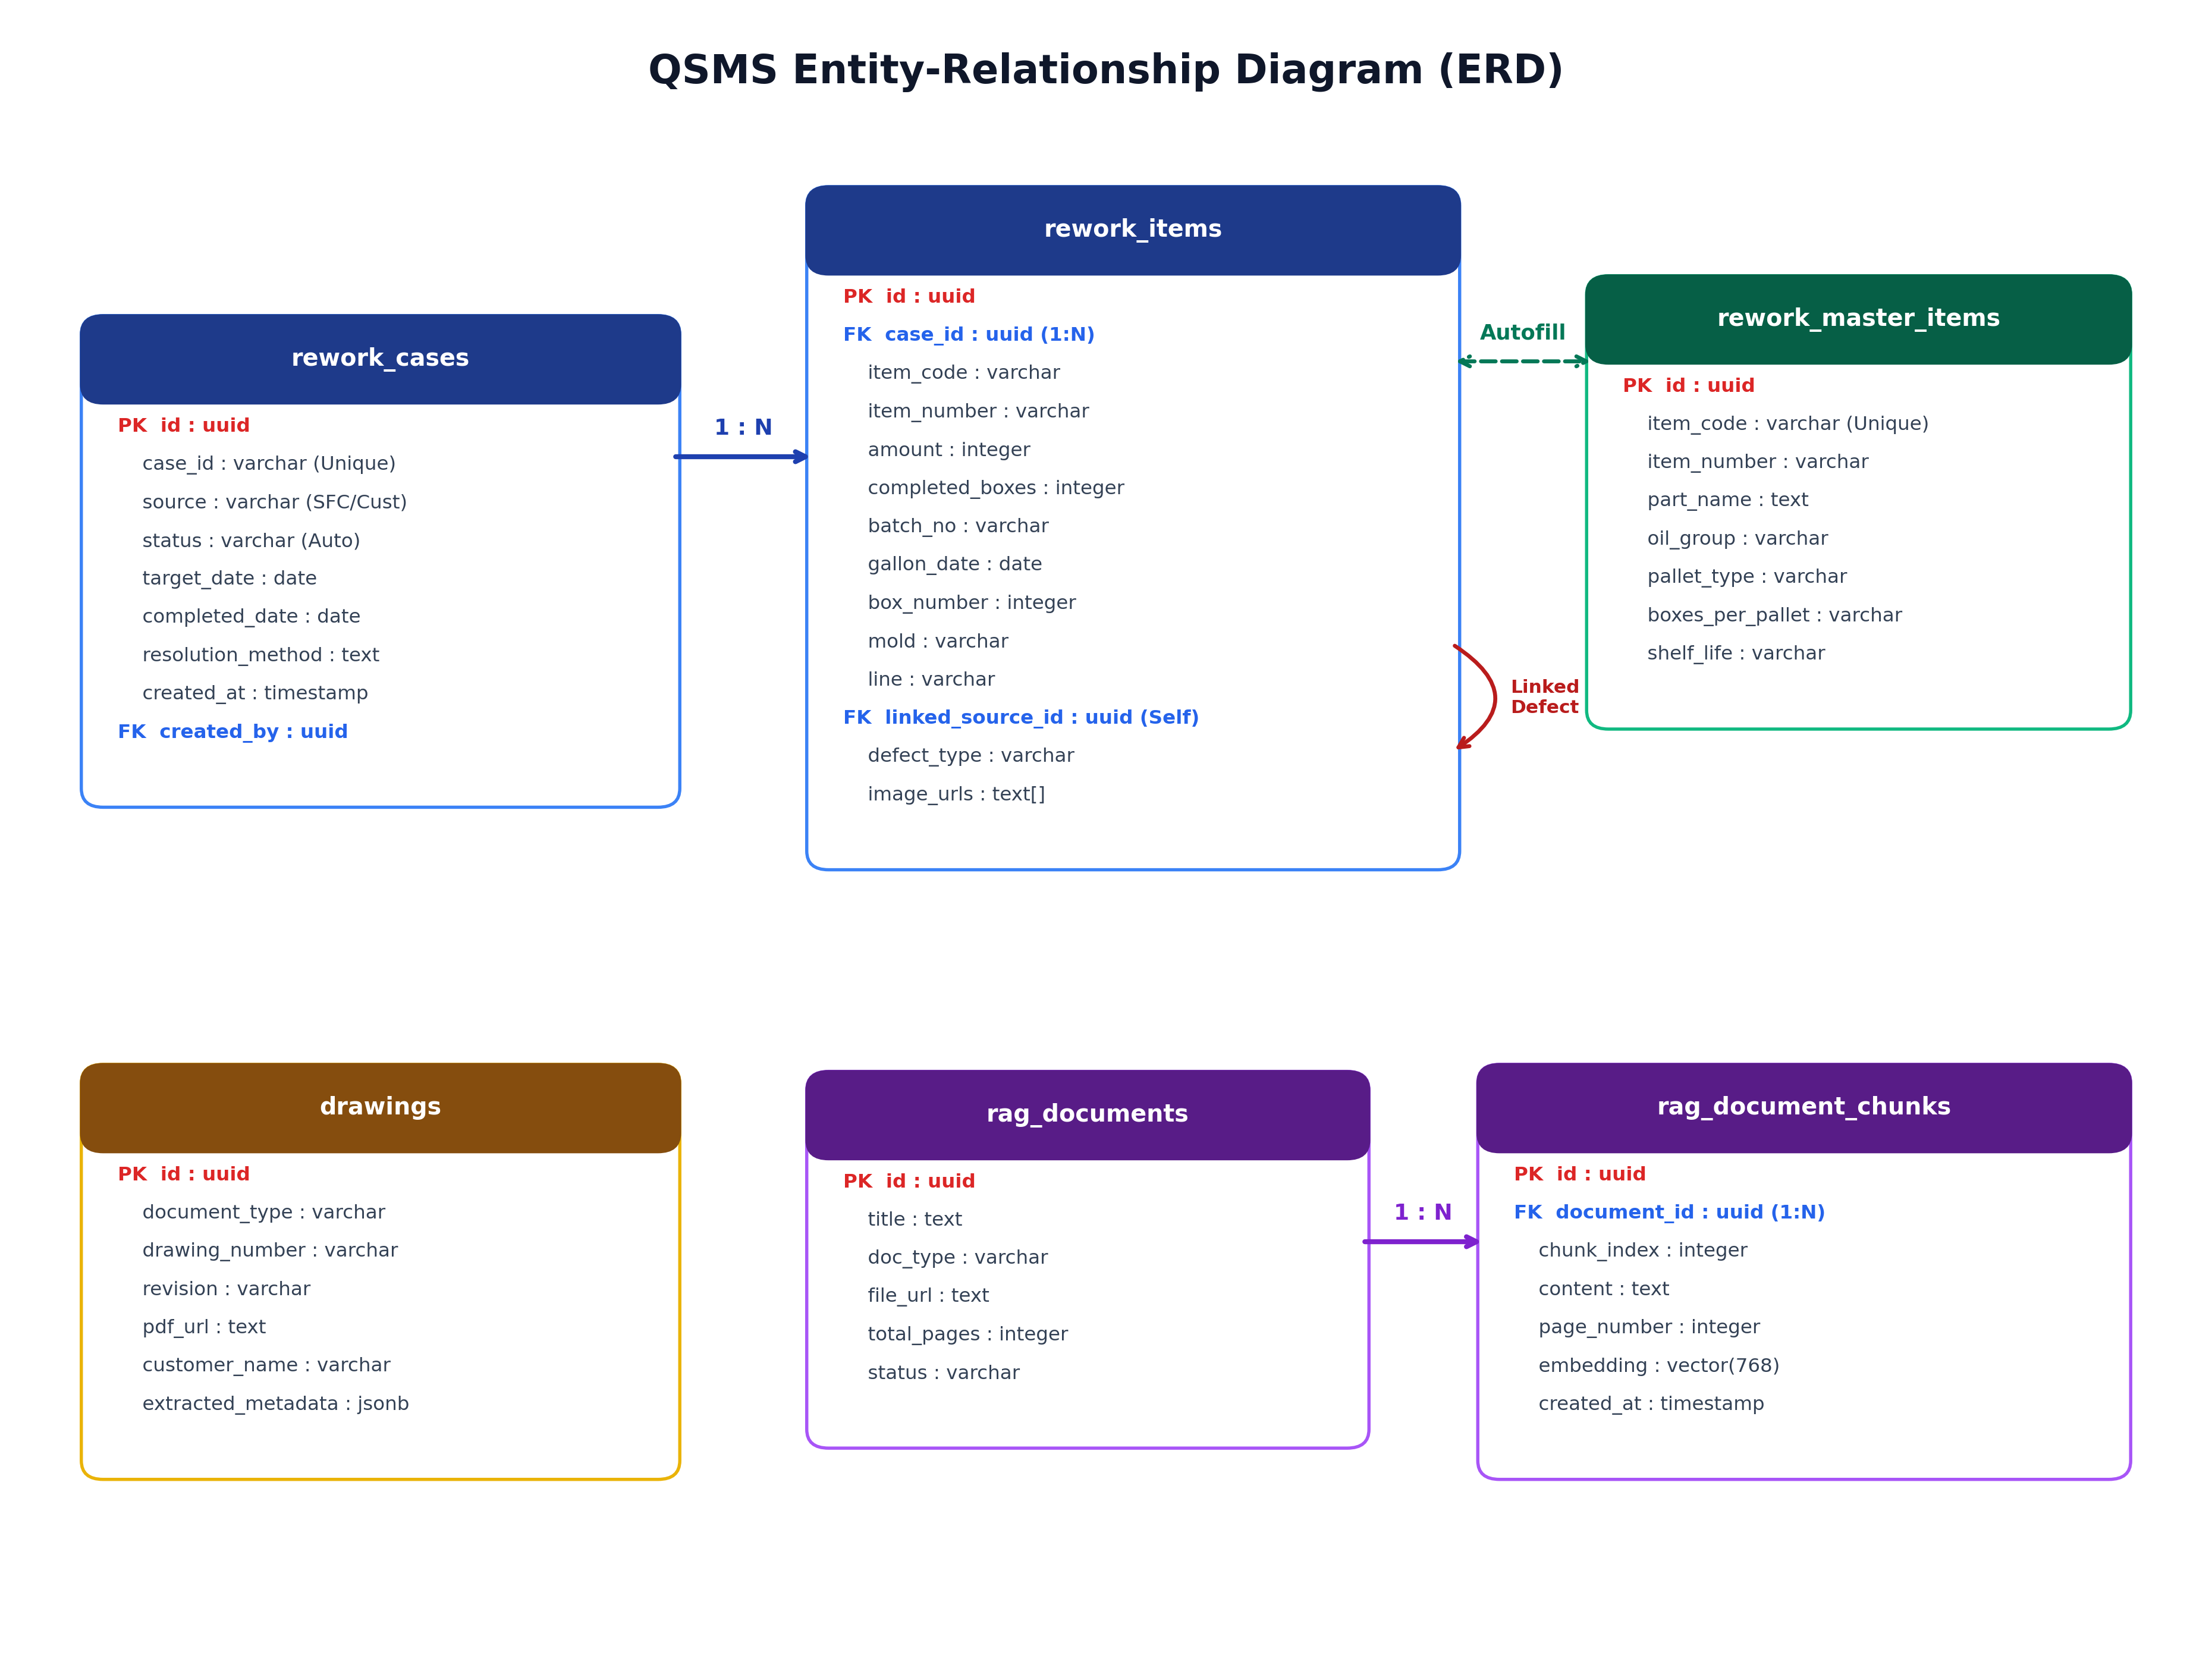 QSMS Entity-Relationship Diagram (ERD)
rework_cases
PK id : uuid
case_id : varchar (Unique)
source : varchar (SFC/Cust)
status : varchar (Auto)
target_date : date
completed_date : date
resolution_method : text
created_at : timestamp
FK created_by : uuid
1 : N
rework_items
PK id : uuid
FK case_id : uuid (1:N)
item_code : varchar
item_number : varchar
amount : integer
completed_boxes : integer
batch_no : varchar
gallon_date : date
box_number : integer
mold : varchar
line : varchar
FK linked_source_id : uuid (Self)
defect_type : varchar
image_urls : text[]
Autofill
Linked
Defect
rework_master_items
PK id : uuid
item_code : varchar (Unique)
item_number : varchar
part_name : text
oil_group : varchar
pallet_type : varchar
boxes_per_pallet : varchar
shelf_life : varchar
drawings
PK id : uuid
document_type : varchar
drawing_number : varchar
revision : varchar
pdf_url : text
customer_name : varchar
extracted_metadata : jsonb
rag_documents
PK id : uuid
title : text
doc_type : varchar
file_url : text
total_pages : integer
status : varchar
1 : N
rag_document_chunks
PK id : uuid
FK document_id : uuid (1:N)
chunk_index : integer
content : text
page_number : integer
embedding : vector(768)
created_at : timestamp